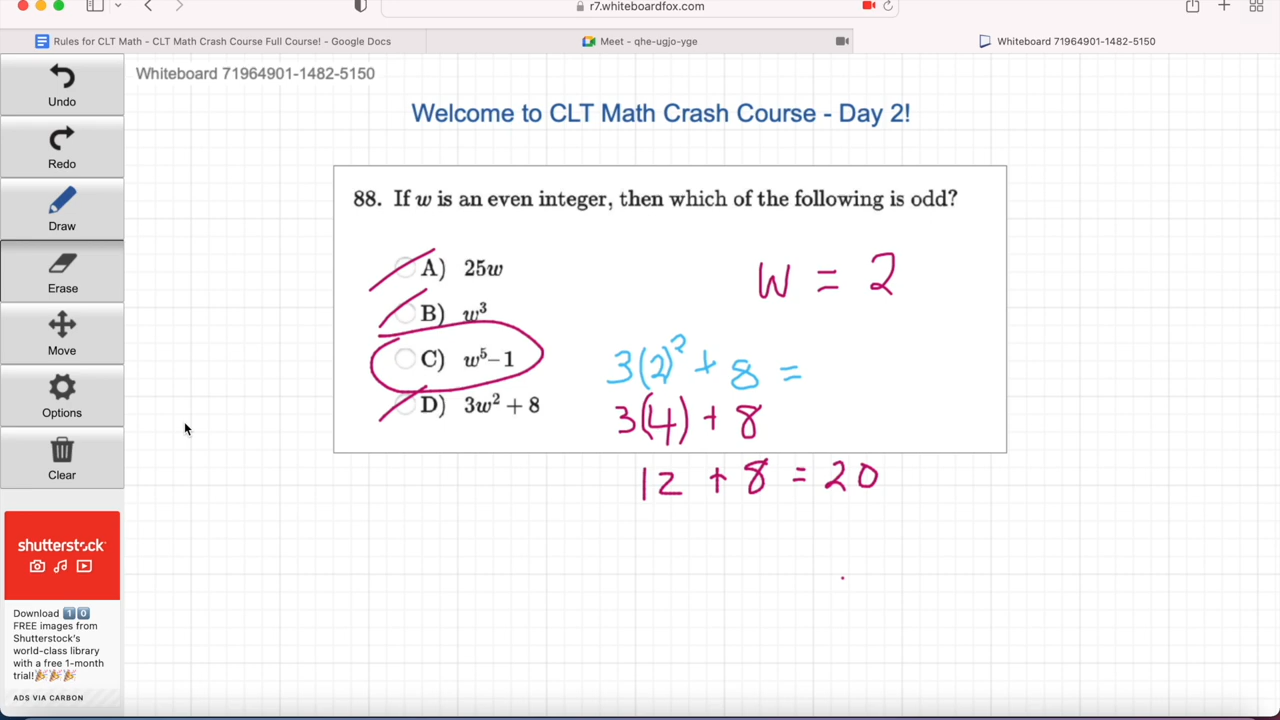 r7.whiteboardfox.com
Rules for CLT Math - CLT Math Crash Course Full Course! - Google Docs
Meet - qhe-ugjo-yge
Whiteboard 71964901-1482-5150
Undo
Whiteboard 71964901-1482-5150
Welcome to CLT Math Crash Course - Day 2!
Redo
Draw
Erase
Move
Options
Clear
88. If w is an even integer, then which of the following is odd?
A) 25w
B) w³
C) w⁵–1
D) 3w² + 8
W = 2
3(2)² + 8 =
3(4) + 8
12 + 8 = 20
shutterstock
Download 1️⃣0️⃣
FREE images from
Shutterstock's
world-class library
with a free 1-month
trial!🎉🎉🎉
ADS VIA CARBON